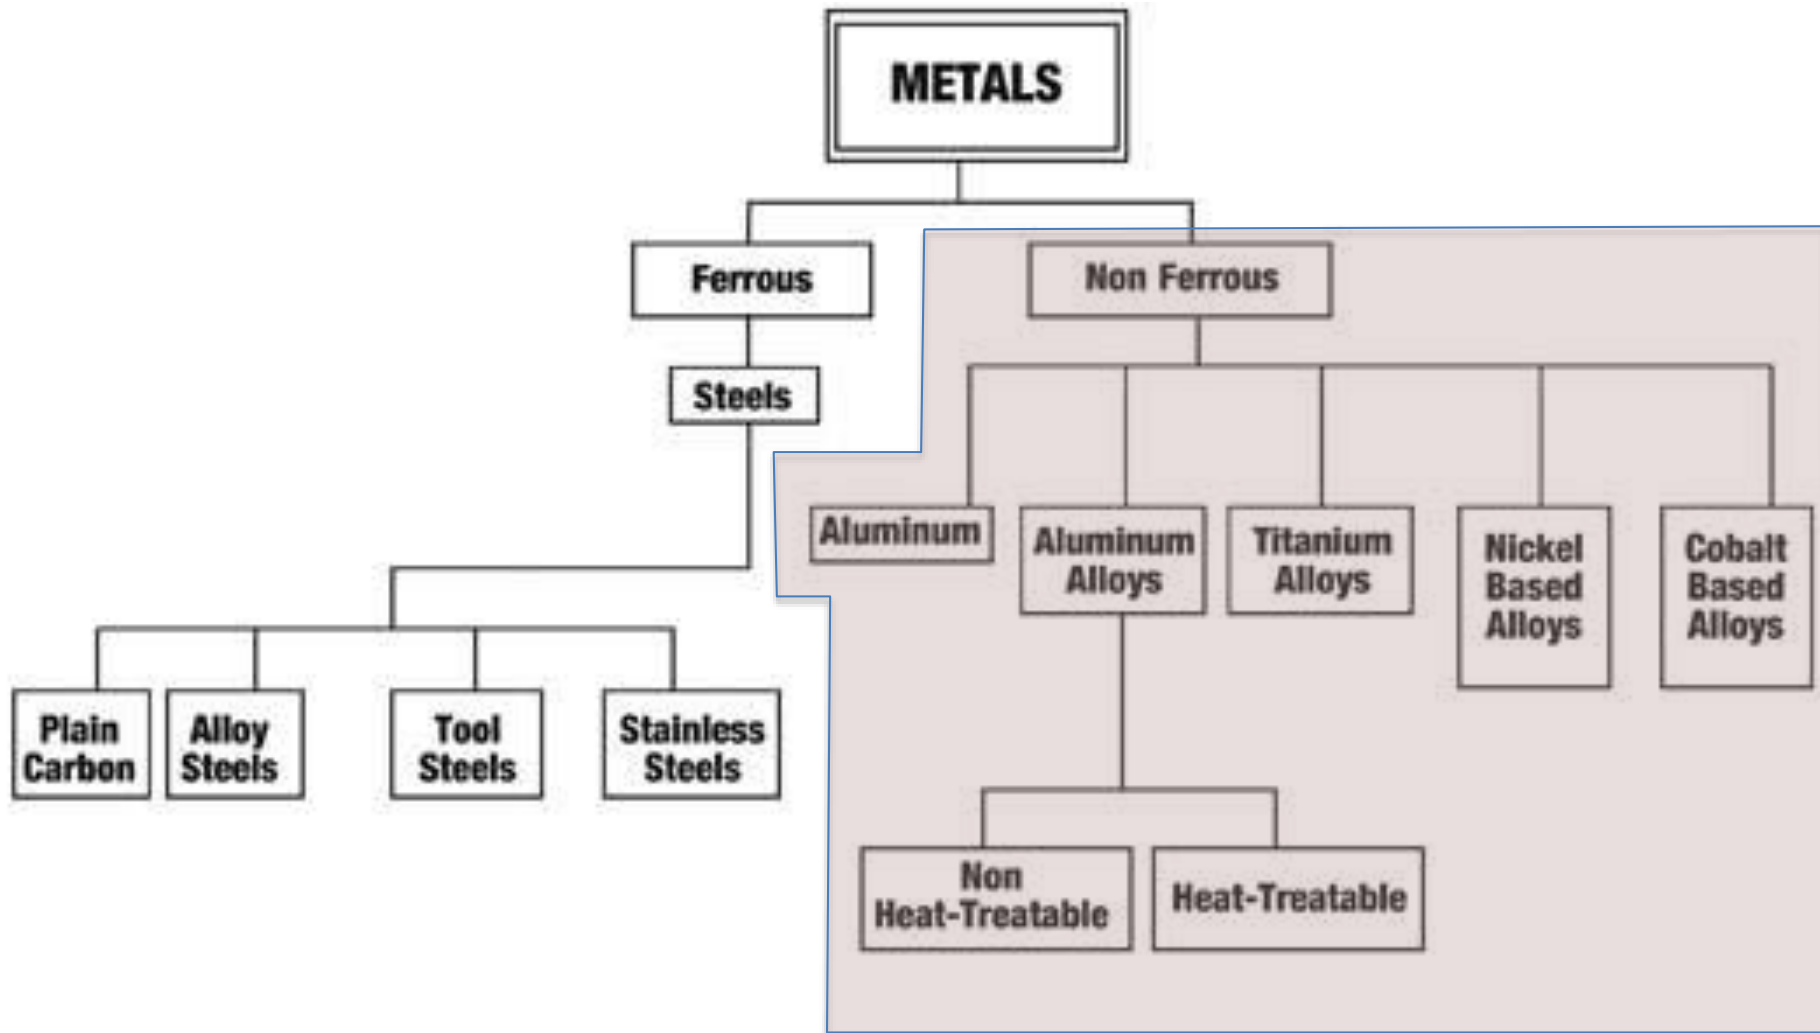 METALS
Ferrous
Non Ferrous
Steels
Aluminum
Aluminum
Alloys
Titanium
Alloys
Nickel
Based
Alloys
Cobalt
Based
Alloys
Plain
Carbon
Alloy
Steels
Tool
Steels
Stainless
Steels
Non
Heat-Treatable
Heat-Treatable